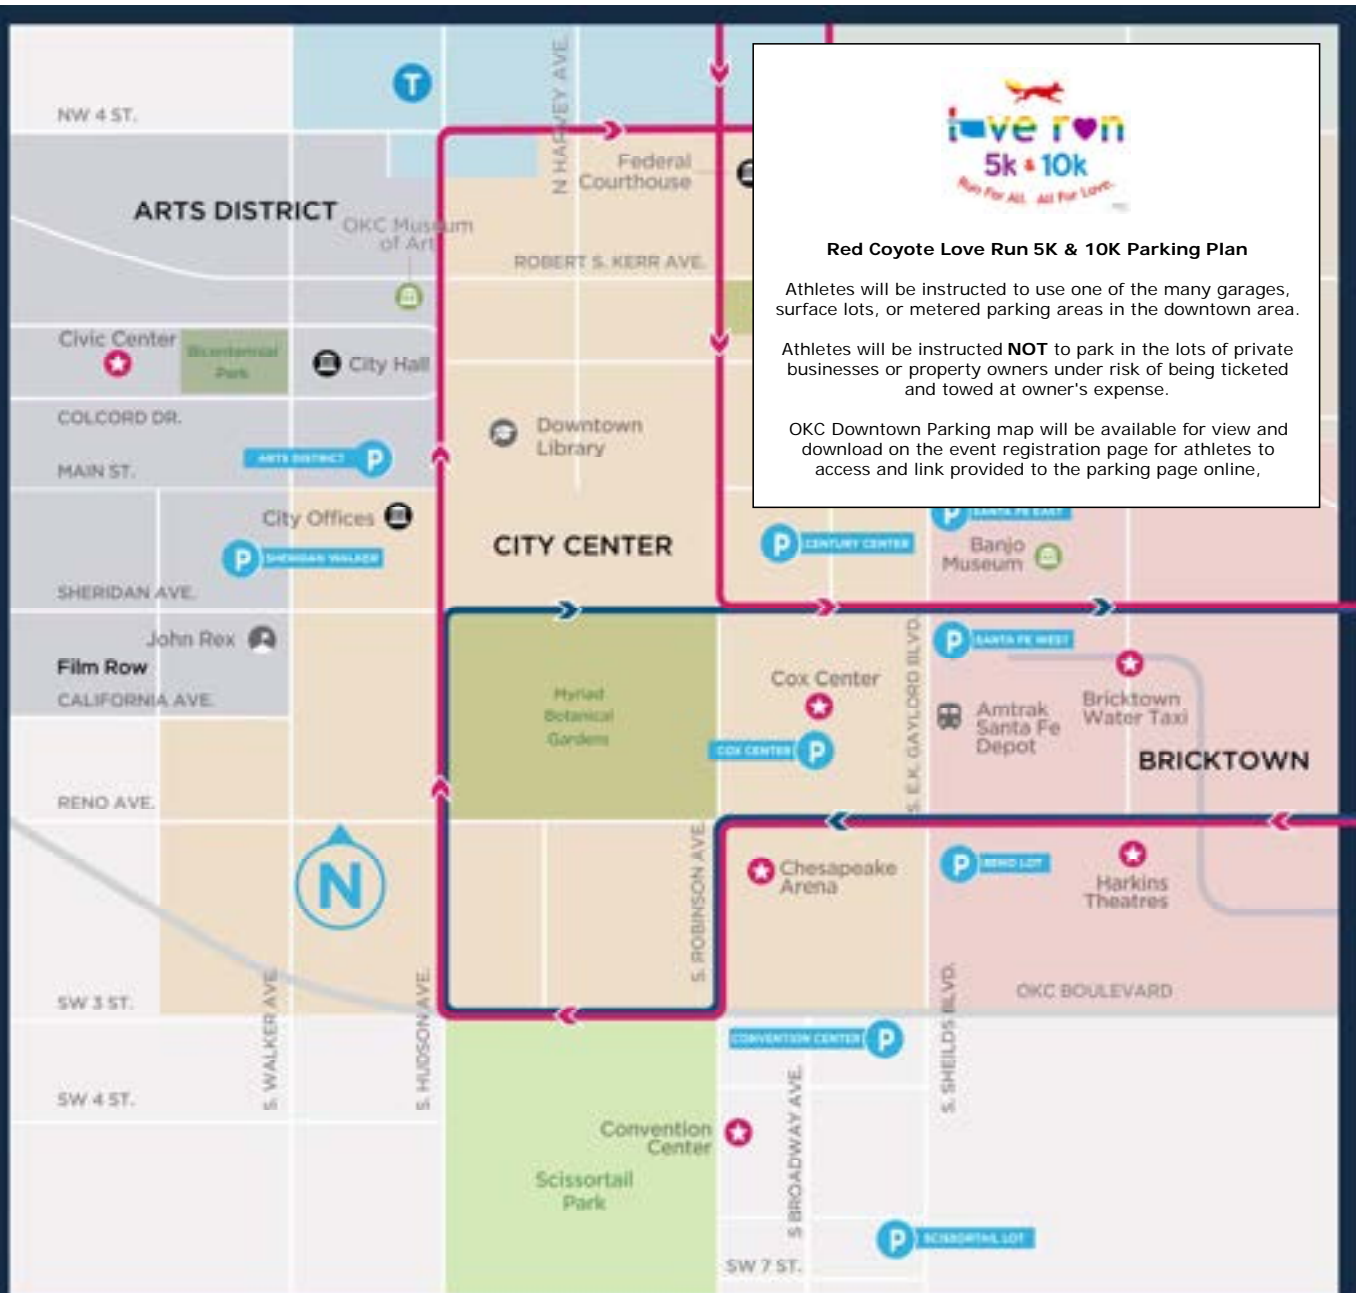 NW 4 ST.
T
N HARVEY AVE.
Federal
Courthouse
ARTS DISTRICT
OKC Museum
of Art
ROBERT S. KERR AVE.
love run
5k & 10k
Run For All. All For Love.
Red Coyote Love Run 5K & 10K Parking Plan
Athletes will be instructed to use one of the many garages,
surface lots, or metered parking areas in the downtown area.
Athletes will be instructed NOT to park in the lots of private
businesses or property owners under risk of being ticketed
and towed at owner's expense.
OKC Downtown Parking map will be available for view and
download on the event registration page for athletes to
access and link provided to the parking page online,
Civic Center
Bicentennial
Park
City Hall
COLCORD DR.
Downtown
Library
MAIN ST.
ARTS DISTRICT P
City Offices
P SHERIDAN WALKER
CITY CENTER
P CENTURY CENTER
P SANTA FE EAST
Banjo
Museum
SHERIDAN AVE.
John Rex
Film Row
CALIFORNIA AVE.
Myriad
Botanical
Gardens
Cox Center
COX CENTER P
S. E.K. GAYLORD BLVD.
P SANTA FE WEST
Amtrak
Santa Fe
Depot
Bricktown
Water Taxi
BRICKTOWN
RENO AVE.
N
S. ROBINSON AVE.
Chesapeake
Arena
P RENO LOT
Harkins
Theatres
SW 3 ST.
S. WALKER AVE.
S. HUDSON AVE.
OKC BOULEVARD
CONVENTION CENTER P
S. SHEILDS BLVD.
SW 4 ST.
Convention
Center
S BROADWAY AVE.
Scissortail
Park
P SCISSORTAIL LOT
SW 7 ST.